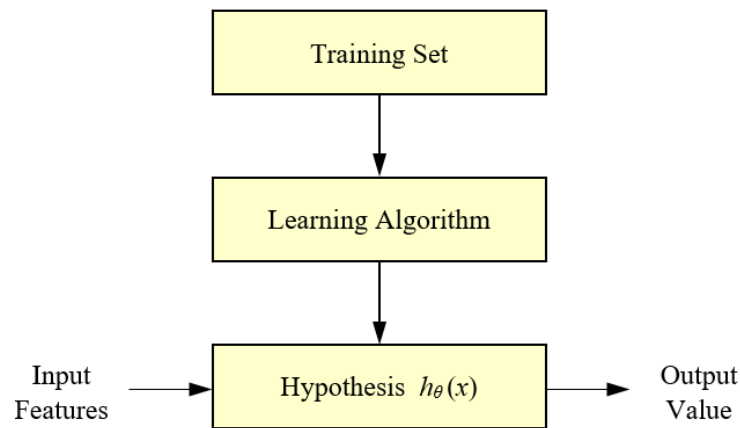 Training Set
Learning Algorithm
Input
Features
Hypothesis hθ(x)
Output
Value